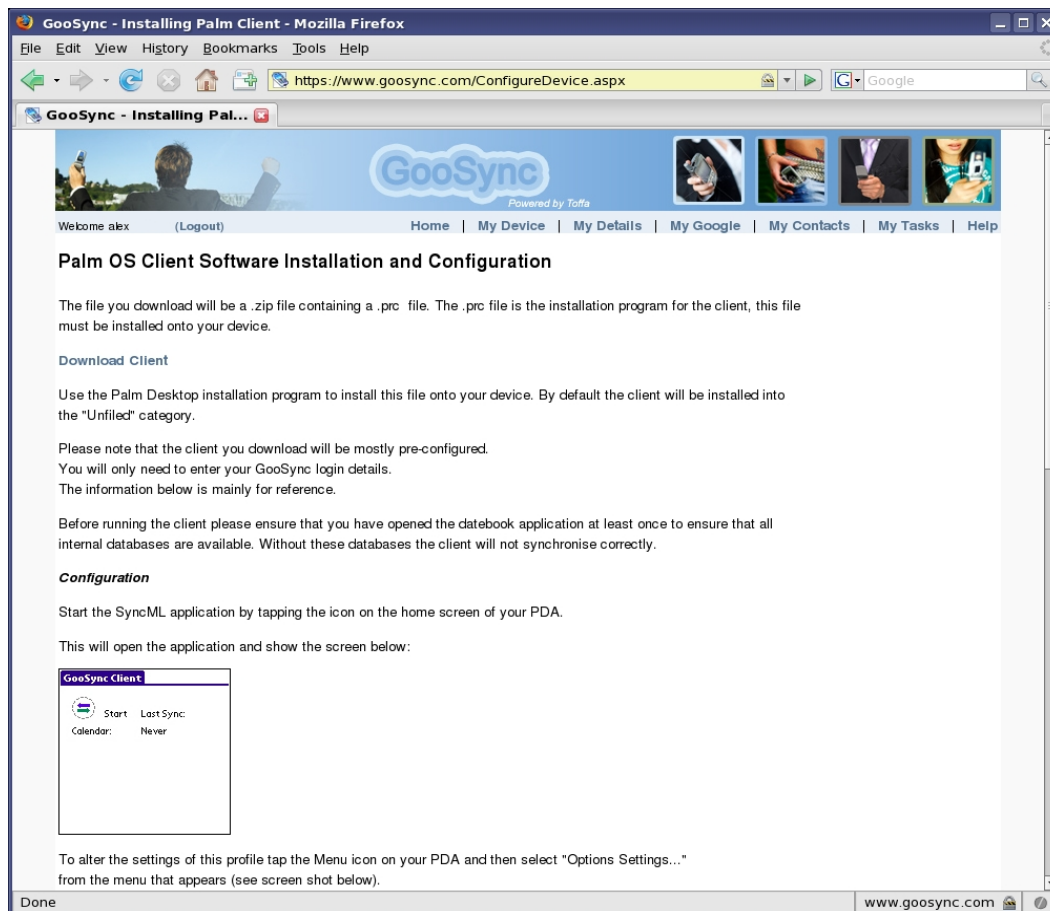 GooSync - Installing Palm Client - Mozilla Firefox
File Edit View History Bookmarks Tools Help
https://www.goosync.com/ConfigureDevice.aspx
G Google
GooSync - Installing Pal...
GooSync
Powered by Toffa
Welcome alex (Logout) Home | My Device | My Details | My Google | My Contacts | My Tasks | Help
Palm OS Client Software Installation and Configuration
The file you download will be a .zip file containing a .prc file. The .prc file is the installation program for the client, this file
must be installed onto your device.
Download Client
Use the Palm Desktop installation program to install this file onto your device. By default the client will be installed into
the "Unfiled" category.
Please note that the client you download will be mostly pre-configured.
You will only need to enter your GooSync login details.
The information below is mainly for reference.
Before running the client please ensure that you have opened the datebook application at least once to ensure that all
internal databases are available. Without these databases the client will not synchronise correctly.
Configuration
Start the SyncML application by tapping the icon on the home screen of your PDA.
This will open the application and show the screen below:
GooSync Client
Start Last Sync:
Calendar: Never
To alter the settings of this profile tap the Menu icon on your PDA and then select "Options Settings..."
from the menu that appears (see screen shot below).
Done www.goosync.com